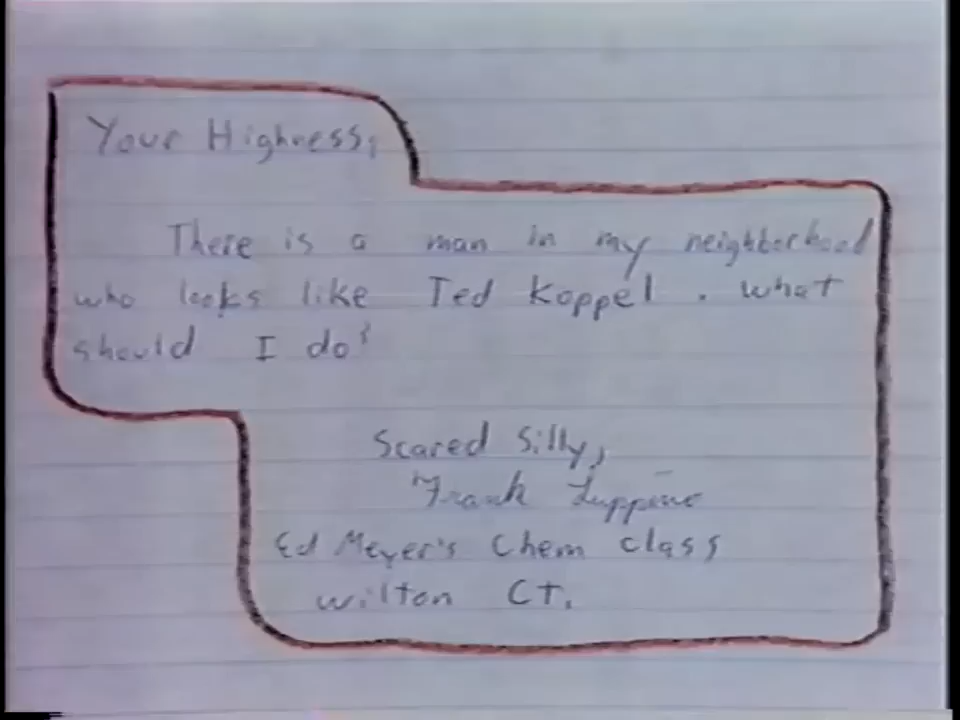 Your Highness,
There is a man in my neighborhood
who looks like Ted Koppel. what
should I do?
Scared Silly,
Frank Luppino
Ed Meyer's Chem class
Wilton CT.